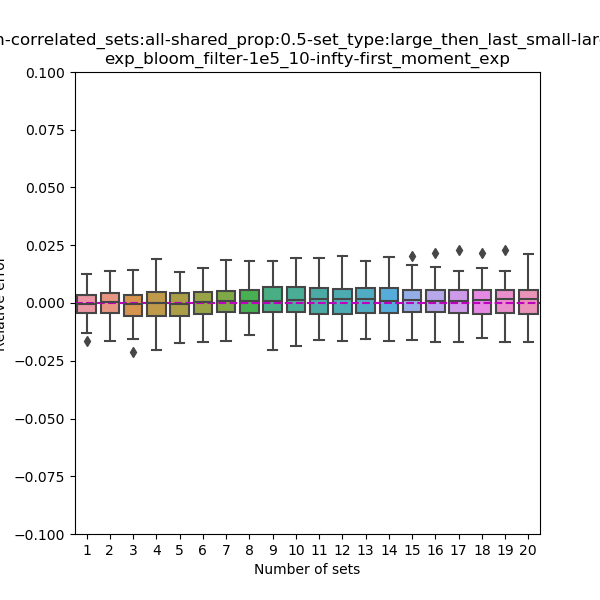 -correlated_sets:all-shared_prop:0.5-set_type:large_then_last_small-lar
exp_bloom_filter-1e5_10-infty-first_moment_exp
0.100
0.075
0.050
0.025
0.000
−0.025
−0.050
−0.075
−0.100
Relative error
1 2 3 4 5 6 7 8 9 10 11 12 13 14 15 16 17 18 19 20
Number of sets